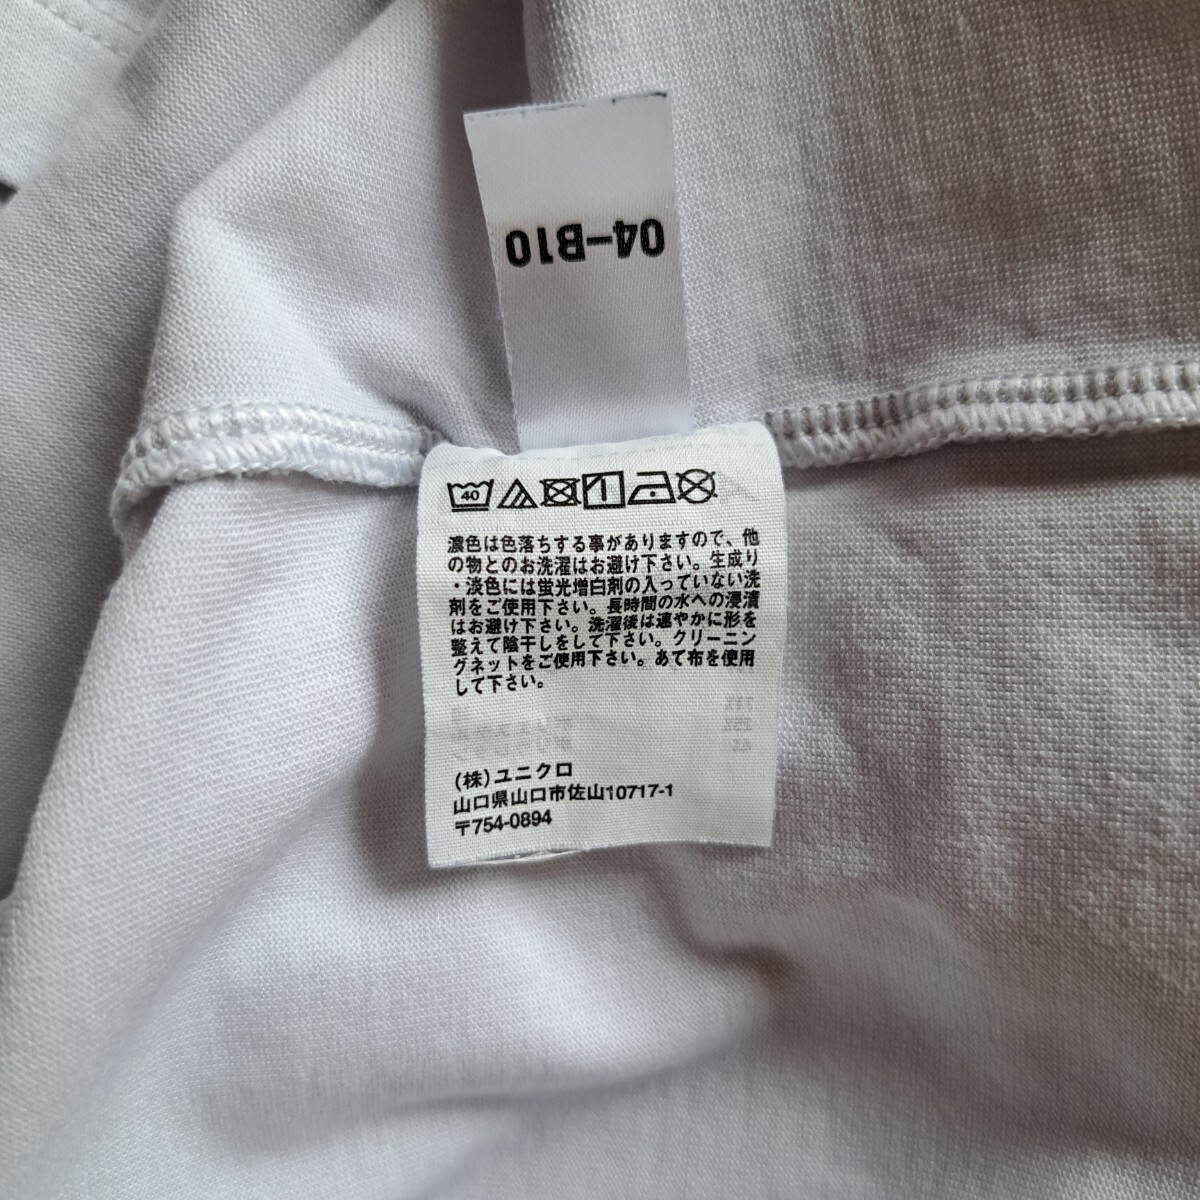 04-B10
40
濃色は色落ちする事がありますので、他
の物とのお洗濯はお避け下さい。生成り
・淡色には蛍光増白剤の入っていない洗
剤をご使用下さい。長時間の水への浸漬
はお避け下さい。洗濯後は速やかに形を
整えて陰干しをして下さい。クリーニン
グネットをご使用下さい。あて布を使用
して下さい。
(株)ユニクロ
山口県山口市佐山10717-1
〒754-0894